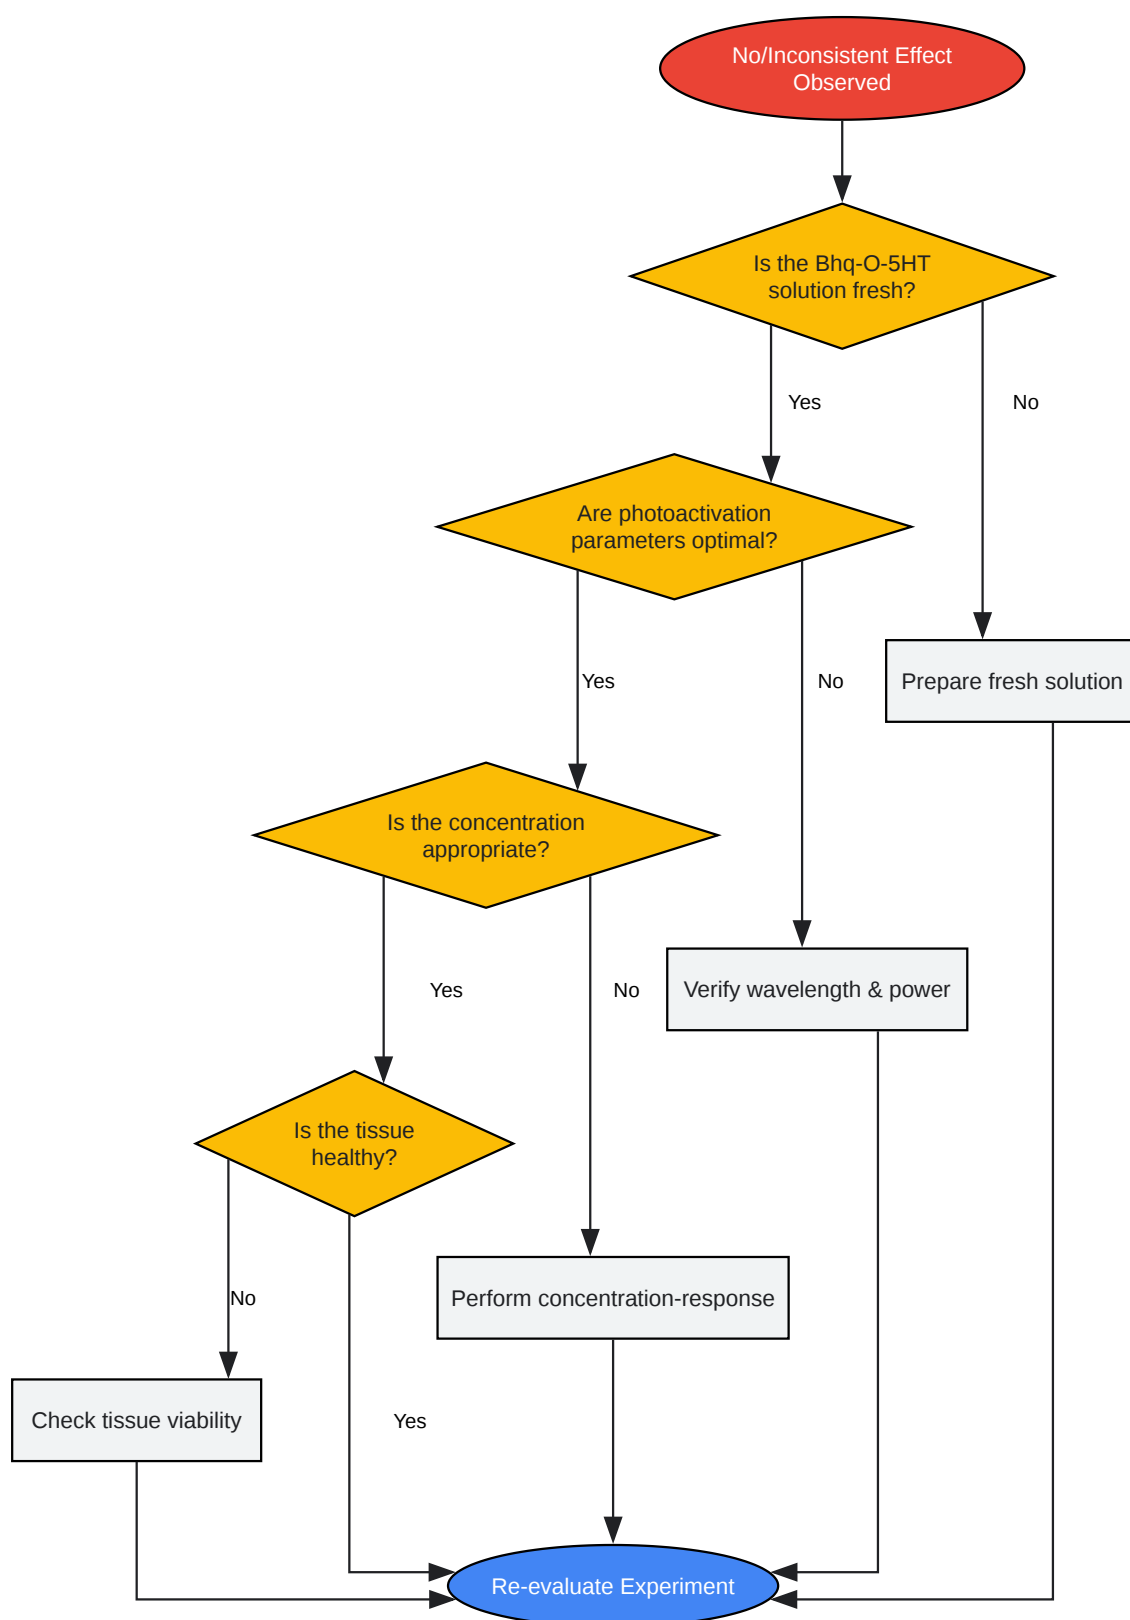 No/Inconsistent Effect
Observed
Is the Bhq-O-5HT
solution fresh?
Yes
No
Are photoactivation
parameters optimal?
Yes
No
Prepare fresh solution
Is the concentration
appropriate?
Yes
No
Verify wavelength & power
Is the tissue
healthy?
No
Perform concentration-response
Check tissue viability
Yes
Re-evaluate Experiment